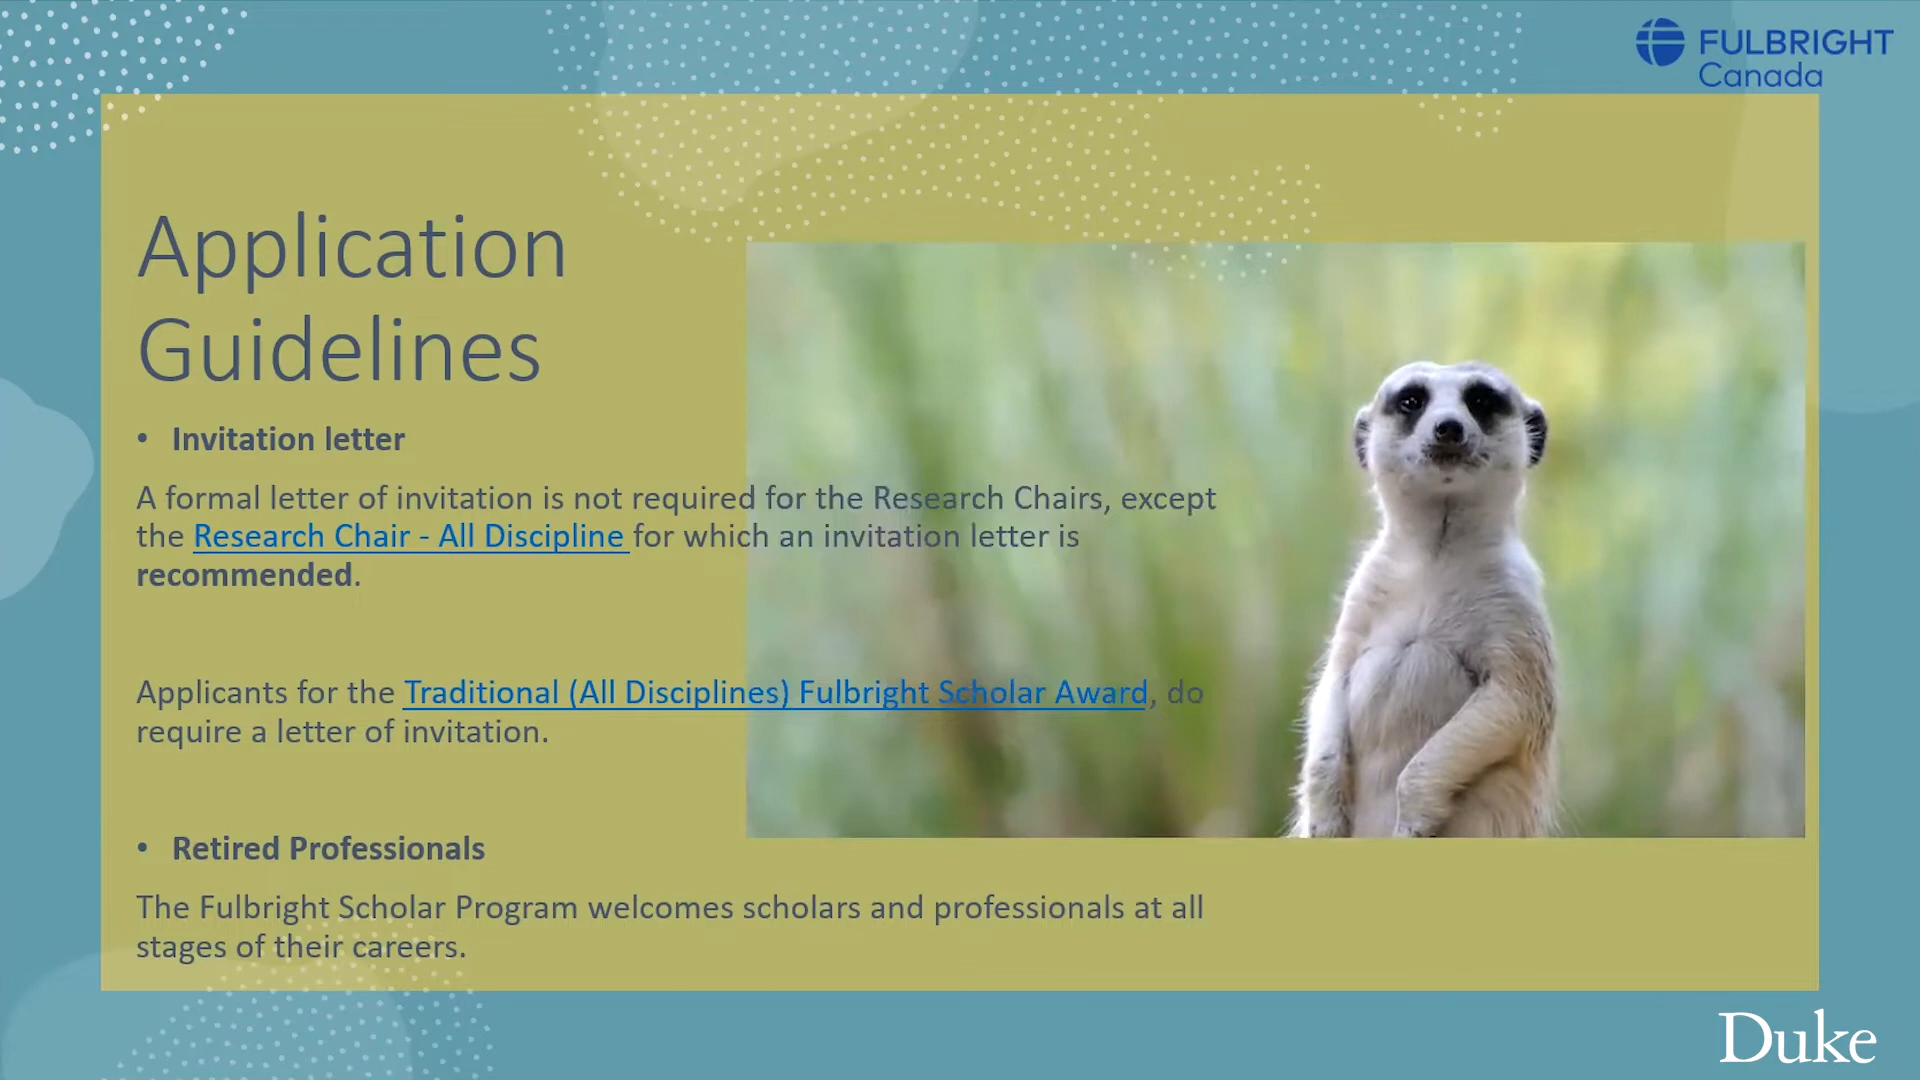 FULBRIGHT
Canada
Application
Guidelines
• Invitation letter
A formal letter of invitation is not required for the Research Chairs, except
the Research Chair - All Discipline for which an invitation letter is
recommended.
Applicants for the Traditional (All Disciplines) Fulbright Scholar Award, do
require a letter of invitation.
• Retired Professionals
The Fulbright Scholar Program welcomes scholars and professionals at all
stages of their careers.
Duke